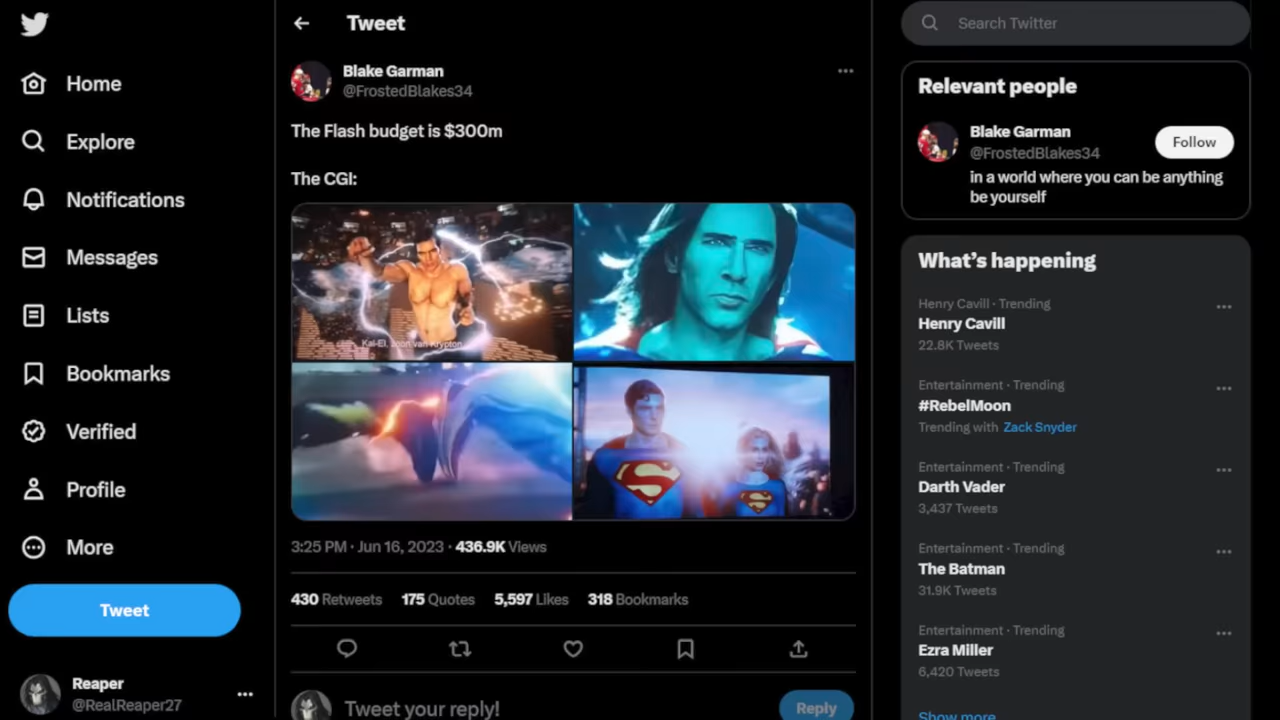 Home
Explore
Notifications
Messages
Lists
Bookmarks
Verified
Profile
More
Tweet
Reaper
@RealReaper27
Tweet
Blake Garman
@FrostedBlakes34
The Flash budget is $300m
The CGI:
Kal-El, zoon van Krypton
3:25 PM · Jun 16, 2023 · 436.9K Views
430 Retweets 175 Quotes 5,597 Likes 318 Bookmarks
Tweet your reply!
Reply
Search Twitter
Relevant people
Blake Garman
@FrostedBlakes34
Follow
in a world where you can be anything
be yourself
What's happening
Henry Cavill · Trending
Henry Cavill
22.8K Tweets
Entertainment · Trending
#RebelMoon
Trending with Zack Snyder
Entertainment · Trending
Darth Vader
3,437 Tweets
Entertainment · Trending
The Batman
31.9K Tweets
Entertainment · Trending
Ezra Miller
6,420 Tweets
Show more